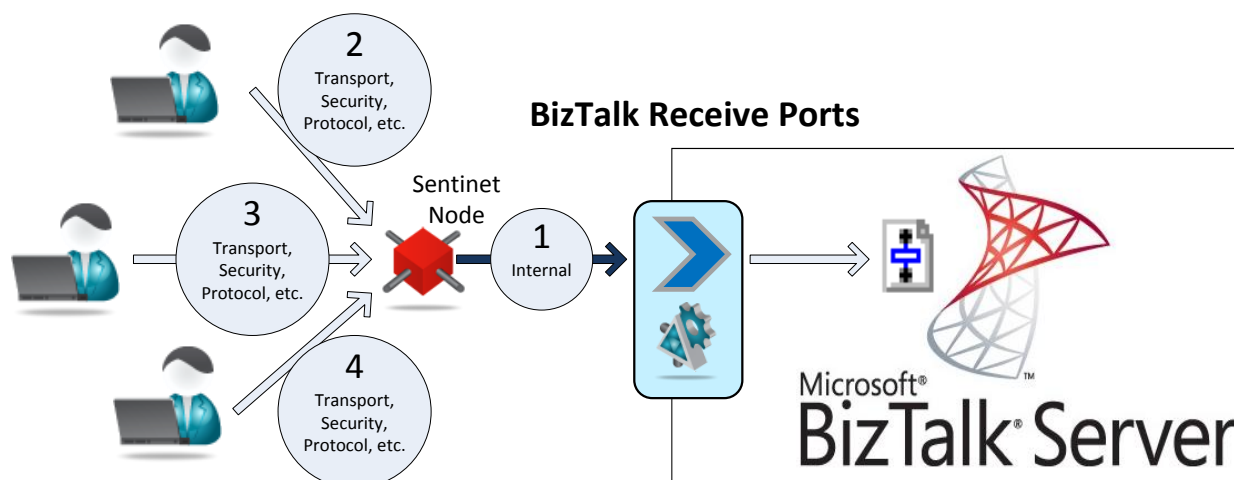 2
Transport,
Security,
Protocol, etc.
BizTalk Receive Ports
Sentinet
Node
3
Transport,
Security,
Protocol, etc.
1
Internal
4
Transport,
Security,
Protocol, etc.
™
Microsoft®
BizTalk® Server